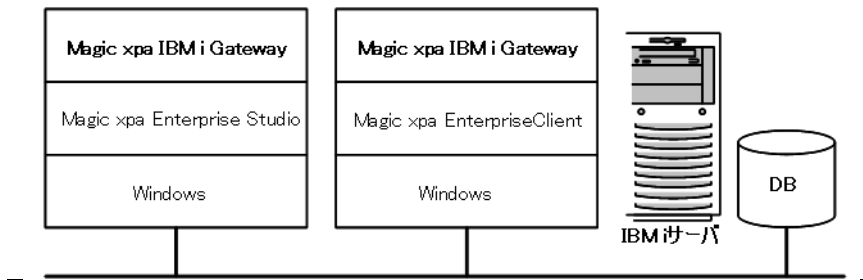 Magic xpa IBM i Gateway
Magic xpa Enterprise Studio
Windows
Magic xpa IBM i Gateway
Magic xpa EnterpriseClient
Windows
IBM iサーバ
DB